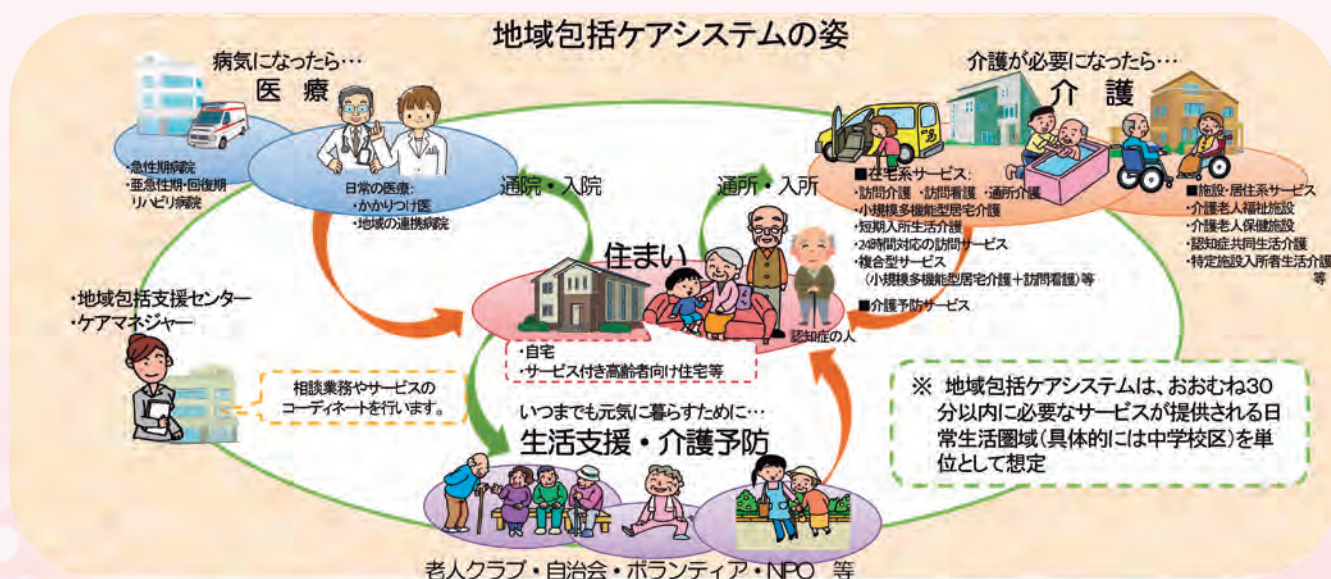 地域包括ケアシステムの姿
病気になったら…
医 療
・急性期病院
・亜急性期・回復期
リハビリ病院
日常の医療:
・かかりつけ医
・地域の連携病院
通院・入院
通所・入所
介護が必要になったら…
介 護
■在宅系サービス:
・訪問介護 ・訪問看護 ・通所介護
・小規模多機能型居宅介護
・短期入所生活介護
・24時間対応の訪問サービス
・複合型サービス
(小規模多機能型居宅介護+訪問看護)等
■介護予防サービス
■施設・居住系サービス
・介護老人福祉施設
・介護老人保健施設
・認知症共同生活介護
・特定施設入所者生活介護
等
住まい
認知症の人
・自宅
・サービス付き高齢者向け住宅等
・地域包括支援センター
・ケアマネジャー
相談業務やサービスの
コーディネートを行います。
いつまでも元気に暮らすために…
生活支援・介護予防
老人クラブ・自治会・ボランティア・NPO 等
※ 地域包括ケアシステムは、おおむね30
分以内に必要なサービスが提供される日
常生活圏域(具体的には中学校区)を単
位として想定